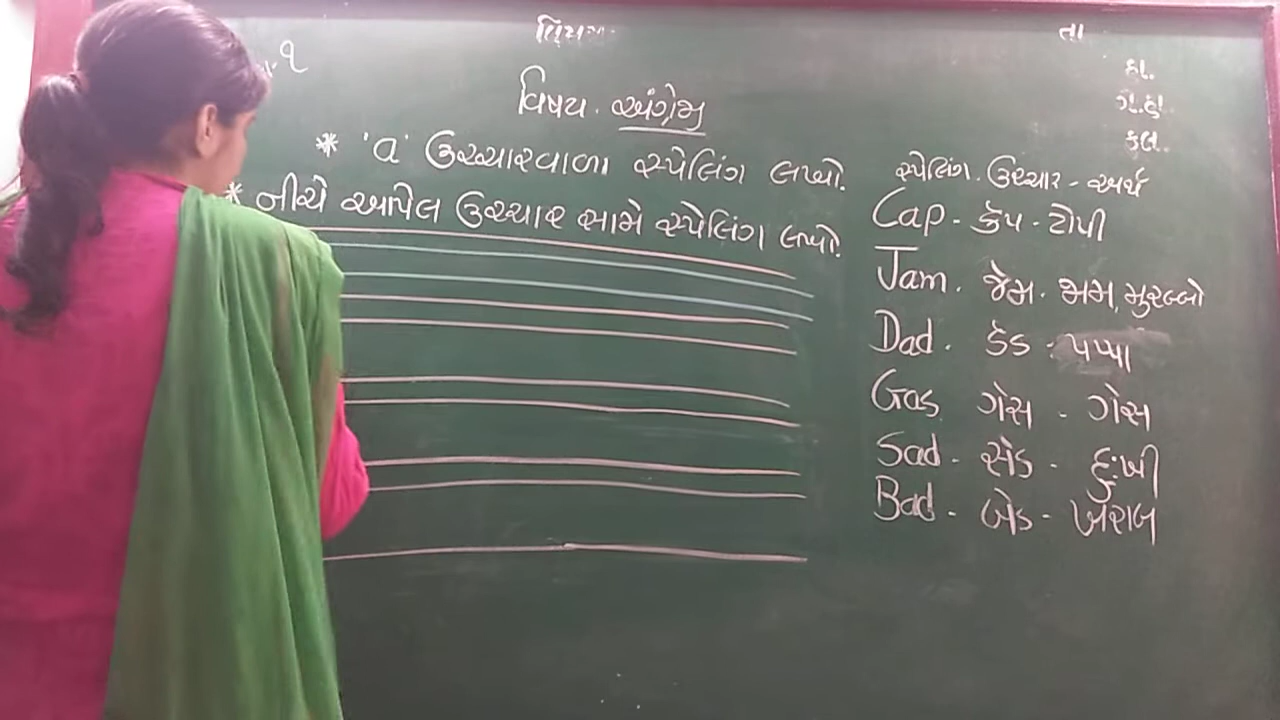 વિષય
તા
૧
હા.
ગે.હા
કુલ.
વિષય. અંગ્રેજી
* 'a' ઉચ્ચારવાળા સ્પેલિંગ લખો.
* નીચે આપેલ ઉચ્ચાર સામે સ્પેલિંગ લખો.
સ્પેલિંગ. ઉચ્ચાર - અર્થ
Cap - કેપ - ટોપી
Jam. જેમ. જામ, મુરબ્બો
Dad. ડેડ - પપ્પા
Gas ગેસ - ગેસ
Sad - સેડ - દુ:ખી
Bad - બેડ - ખરાબ